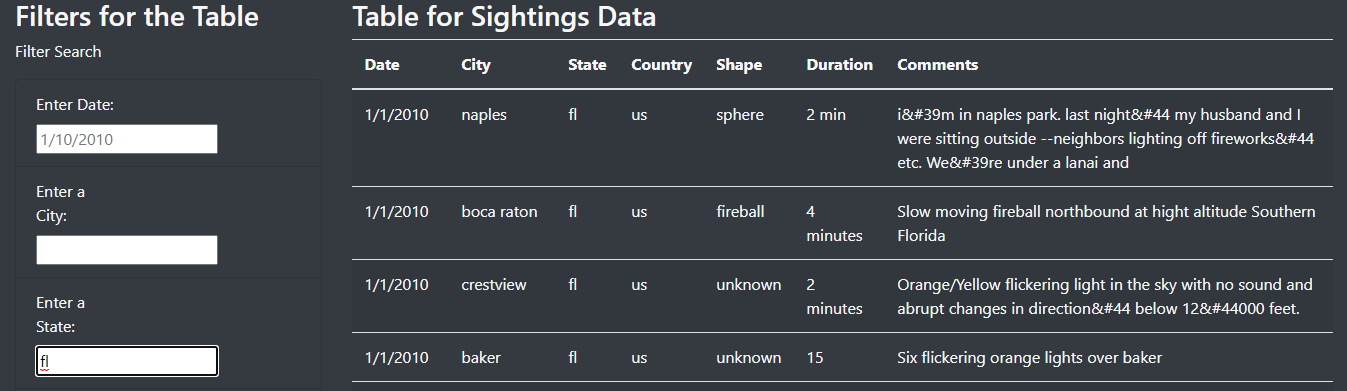 Filters for the Table
Filter Search
Enter Date:
1/10/2010
Enter a
City:
Enter a
State:
fl
Table for Sightings Data
Date City State Country Shape Duration Comments
1/1/2010 naples fl us sphere 2 min i&#39m in naples park. last night&#44 my husband and I
were sitting outside --neighbors lighting off fireworks&#44
etc. We&#39re under a lanai and
1/1/2010 boca raton fl us fireball 4 Slow moving fireball northbound at hight altitude Southern
minutes Florida
1/1/2010 crestview fl us unknown 2 Orange/Yellow flickering light in the sky with no sound and
minutes abrupt changes in direction&#44 below 12&#44000 feet.
1/1/2010 baker fl us unknown 15 Six flickering orange lights over baker